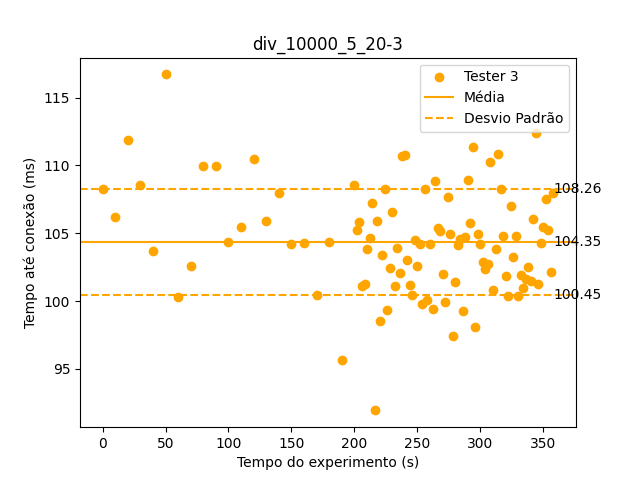 div_10000_5_20-3
Tester 3
Média
Desvio Padrão
115
110
105
100
95
Tempo até conexão (ms)
108.26
104.35
100.45
0 50 100 150 200 250 300 350
Tempo do experimento (s)